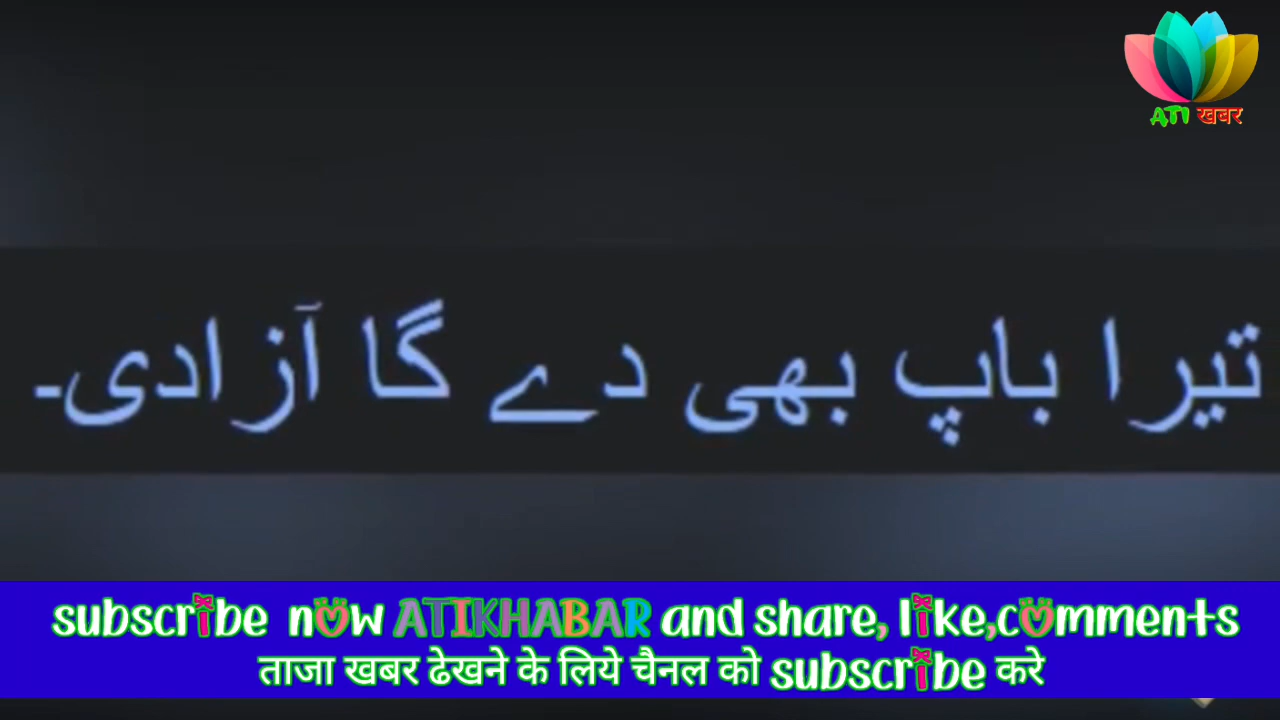 ATI खबर
تیرا باپ بھی دے گا آزادی۔
subscribe now ATIKHABAR and share, like,comments
ताजा खबर ढेखने के लिये चैनल को subscribe करे